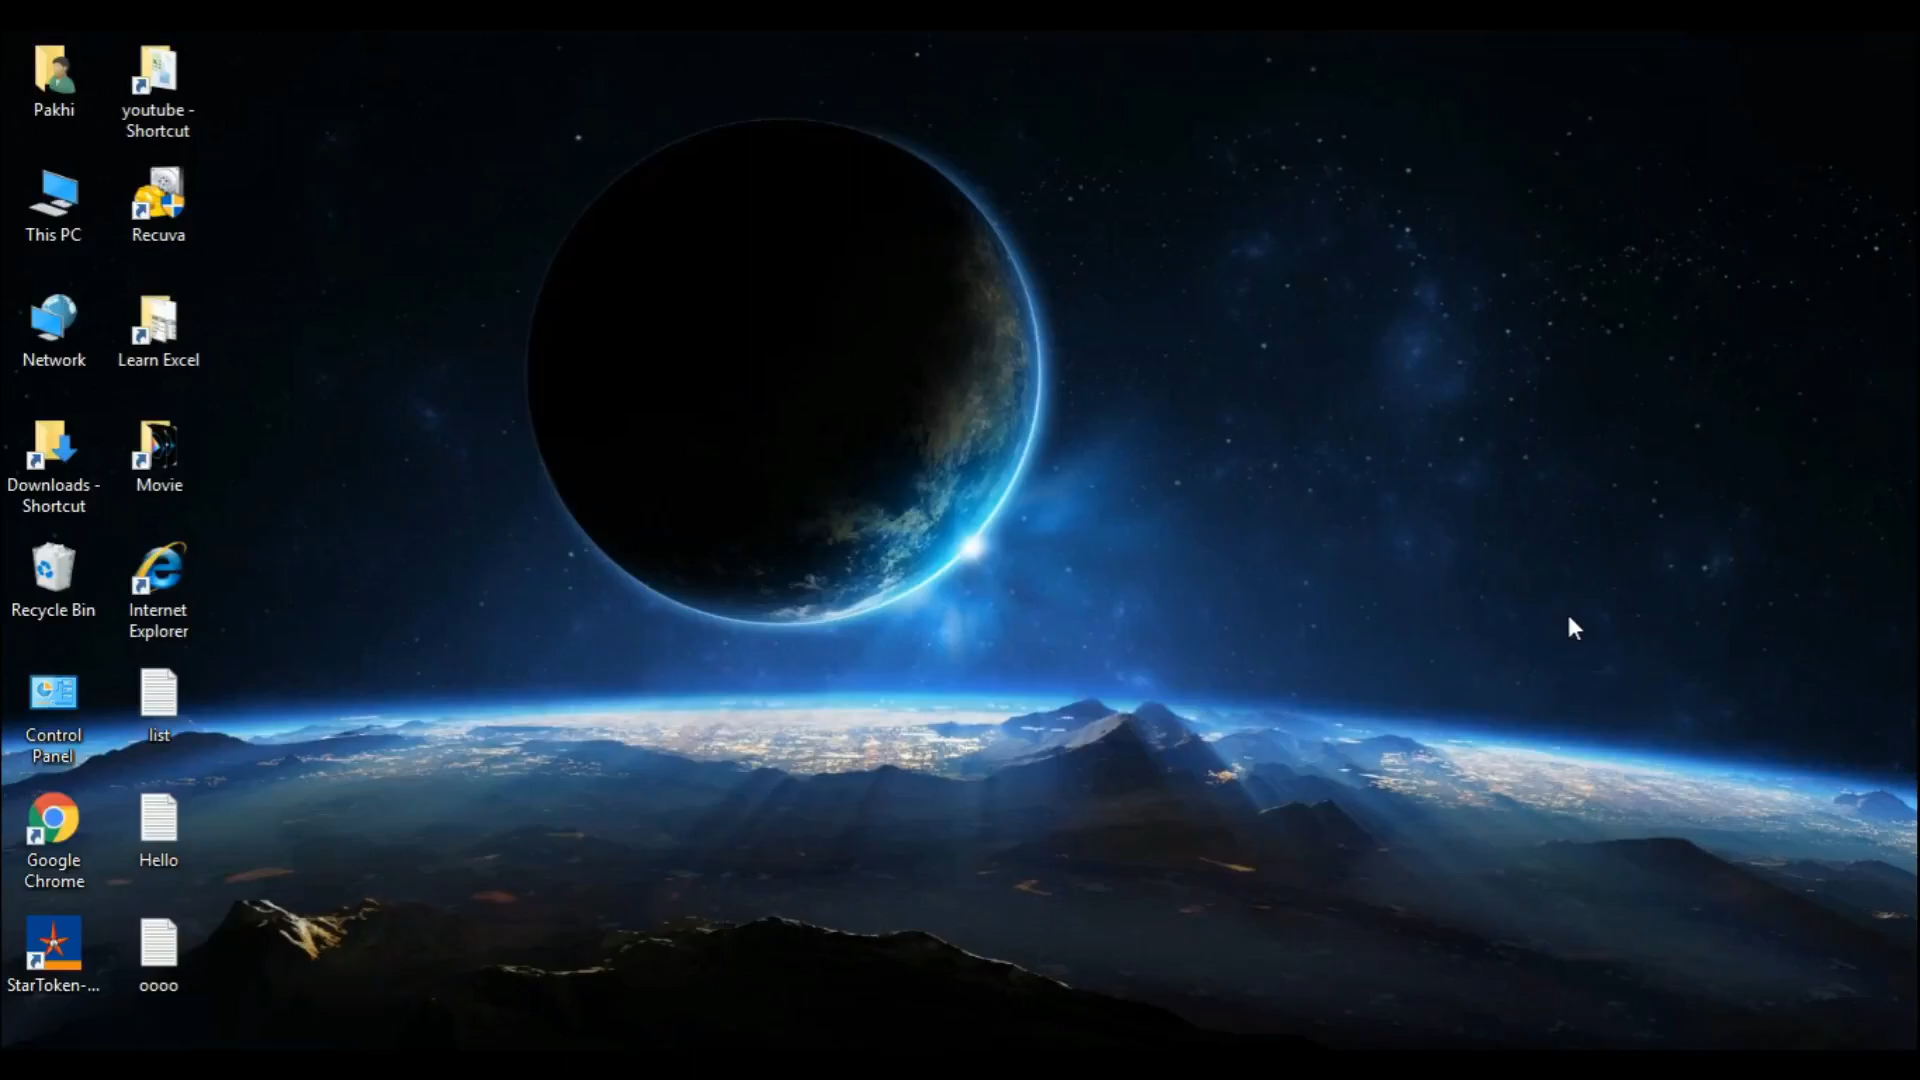 Pakhi
youtube -
Shortcut
This PC
Recuva
Network
Learn Excel
Downloads -
Shortcut
Movie
Recycle Bin
Internet
Explorer
Control
Panel
list
Google
Chrome
Hello
StarToken-...
oooo